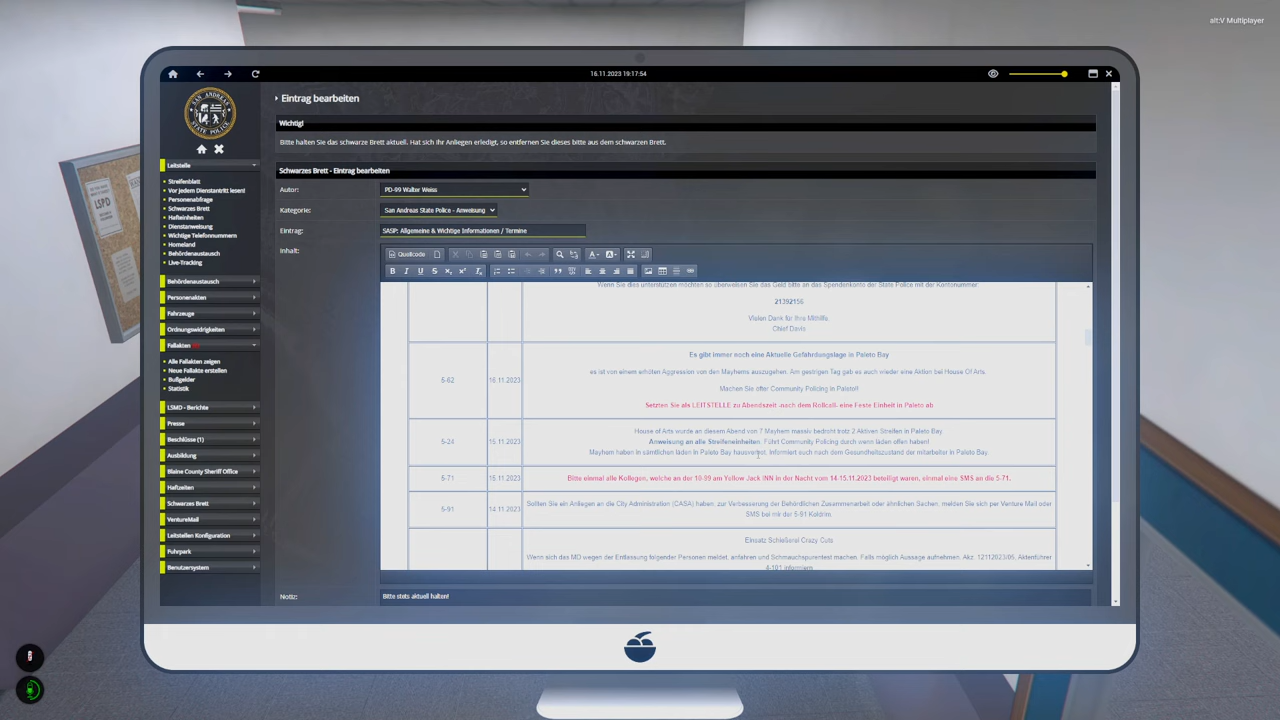 alt:V Multiplayer
16.11.2023 19:17:54
SAN ANDREAS
STATE POLICE
LSPD
Leitstelle
Streifenblatt
Vor jedem Dienstantritt lesen!
Personenabfrage
Schwarzes Brett
Hafteinheiten
Dienstanweisung
Wichtige Telefonnummern
Homeland
Behördenaustausch
Live-Tracking
Behördenaustausch
Personenakten
Fahrzeuge
Ordnungswidrigkeiten
Fallakten
Alle Fallakten zeigen
Neue Fallakte erstellen
Bußgelder
Statistik
LSMD - Berichte
Presse
Beschlüsse (1)
Ausbildung
Blaine County Sheriff Office
Haftzeiten
Schwarzes Brett
VentureMail
Leitstellen Konfiguration
Fuhrpark
Benutzersystem
Eintrag bearbeiten
Wichtig!
Bitte halten Sie das schwarze Brett aktuell. Hat sich Ihr Anliegen erledigt, so entfernen Sie dieses bitte aus dem schwarzen Brett.
Schwarzes Brett - Eintrag bearbeiten
Autor: PD-99 Walter Weiss
Kategorie: San Andreas State Police - Anweisung
Eintrag: SASP: Allgemeine & Wichtige Informationen / Termine
Inhalt:
Quellcode
Wenn Sie dies unterstützen möchten so überweisen Sie das Geld bitte an das Spendenkonto der State Police mit der Kontonummer
21392156
Vielen Dank für Ihre Mithilfe.
Chief Davis
5-62 16.11.2023
Es gibt immer noch eine Aktuelle Gefährdungslage in Paleto Bay
es ist von einem erhöten Aggression von den Mayhems auszugehen. Am gestrigen Tag gab es auch wieder eine Aktion bei House Of Arts.
Machen Sie öfter Community Policing in Paleto!!
Setzten Sie als LEITSTELLE zu Abendszeit -nach dem Rollcall- eine Feste Einheit in Paleto ab
5-24 15.11.2023
House of Arts wurde an diesem Abend von 7 Mayhem massiv bedroht trotz 2 Aktiven Streifen in Paleto Bay.
Anweisung an alle Streifeneinheiten: Führt Community Policing durch wenn läden offen haben!
Mayhem haben in sämtlichen läden in Paleto Bay hausverbot. Informiert euch nach dem Gesundheitszustand der mitarbeiter in Paleto Bay.
5-71 15.11.2023 Bitte einmal alle Kollegen, welche an der 10-99 am Yellow Jack INN in der Nacht vom 14-15.11.2023 beteiligt waren, einmal eine SMS an die 5-71.
5-91 14.11.2023
Sollten Sie ein Anliegen an die City Administration (CASA) haben, zur Verbesserung der Behördlichen Zusammenarbeit oder ähnlichen Sachen, melden Sie sich per Venture Mail oder
SMS bei mir der 5-91 Koldrim.
Einsatz Schießerei Crazy Cuts
Wenn sich das MD wegen der Entlassung folgender Personen meldet, anfahren und Schmauchspurentest machen. Falls möglich Aussage aufnehmen. Akz. 12112023/06, Aktenführer
4-101 informiern
Notiz: Bitte stets aktuell halten!